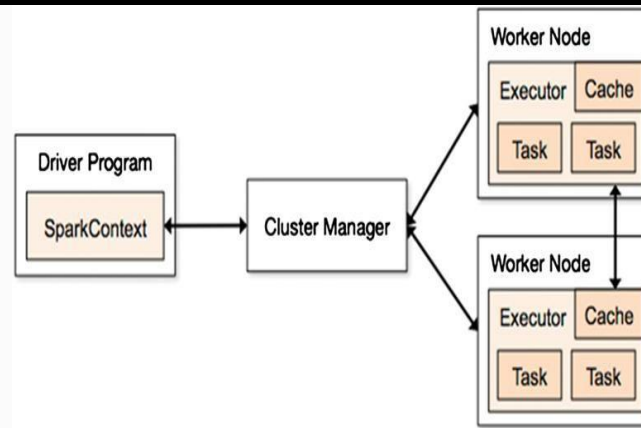 Driver Program
SparkContext
Cluster Manager
Worker Node
Executor
Cache
Task
Task
Worker Node
Executor
Cache
Task
Task